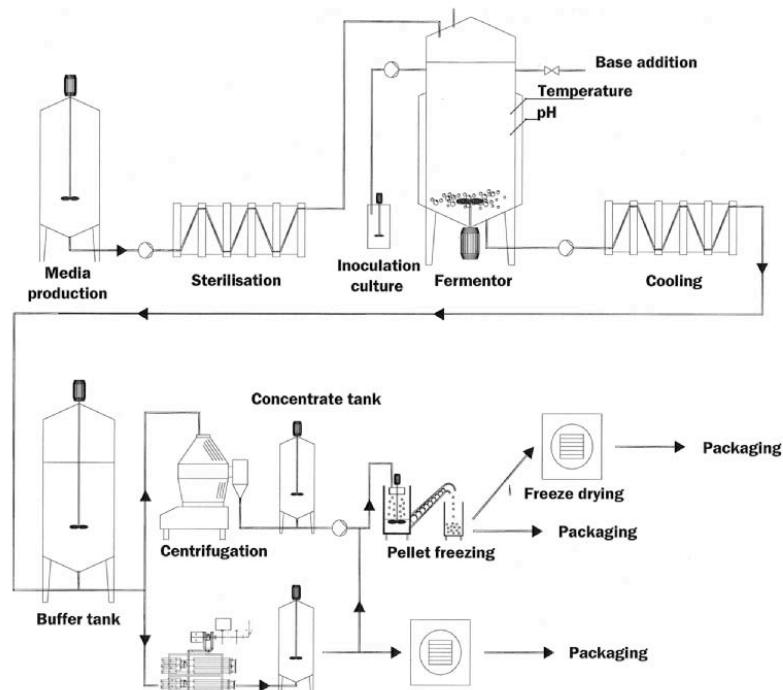 Base addition
Temperature
pH
Media
production
Sterilisation
Inoculation
culture
Fermentor
Cooling
Concentrate tank
Packaging
Freeze drying
Packaging
Centrifugation
Pellet freezing
Buffer tank
Packaging